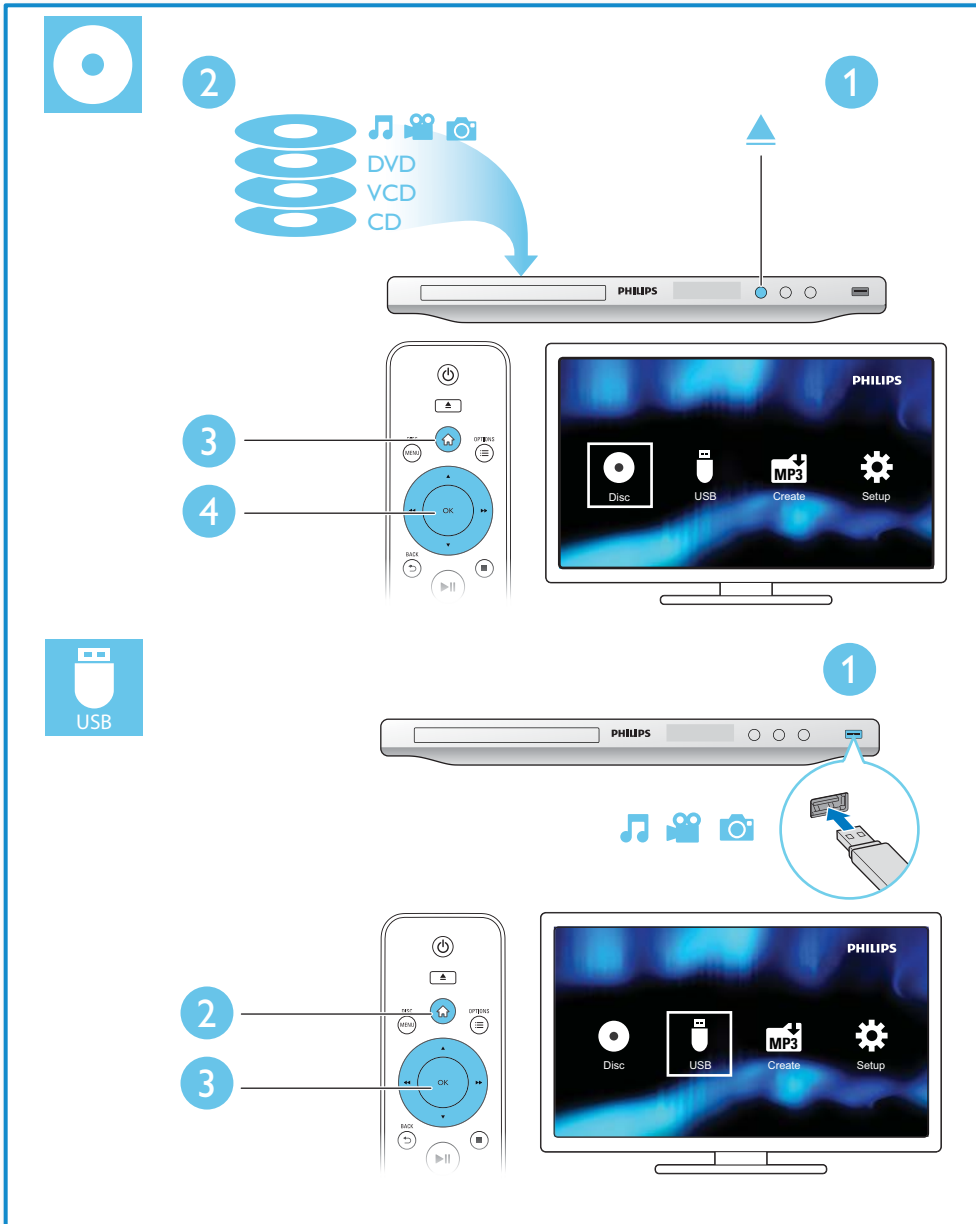 2
1
DVD
VCD
CD
PHILIPS
3
4
OPTIONS
MENU
OK
BACK
PHILIPS
MP3
Disc
USB
Create
Setup
USB
1
PHILIPS
2
3
DISC
OPTIONS
MENU
OK
BACK
PHILIPS
MP3
Disc
USB
Create
Setup